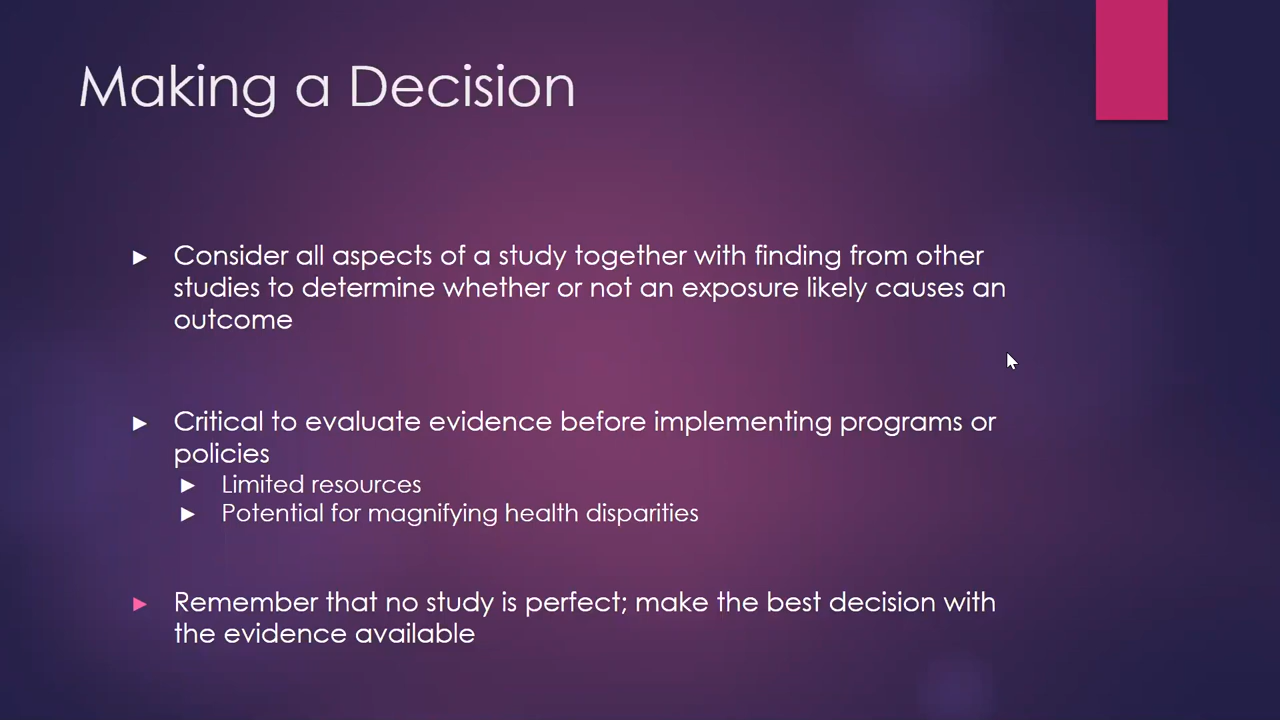 Making a Decision
► Consider all aspects of a study together with finding from other
studies to determine whether or not an exposure likely causes an
outcome
► Critical to evaluate evidence before implementing programs or
policies
► Limited resources
► Potential for magnifying health disparities
► Remember that no study is perfect; make the best decision with
the evidence available